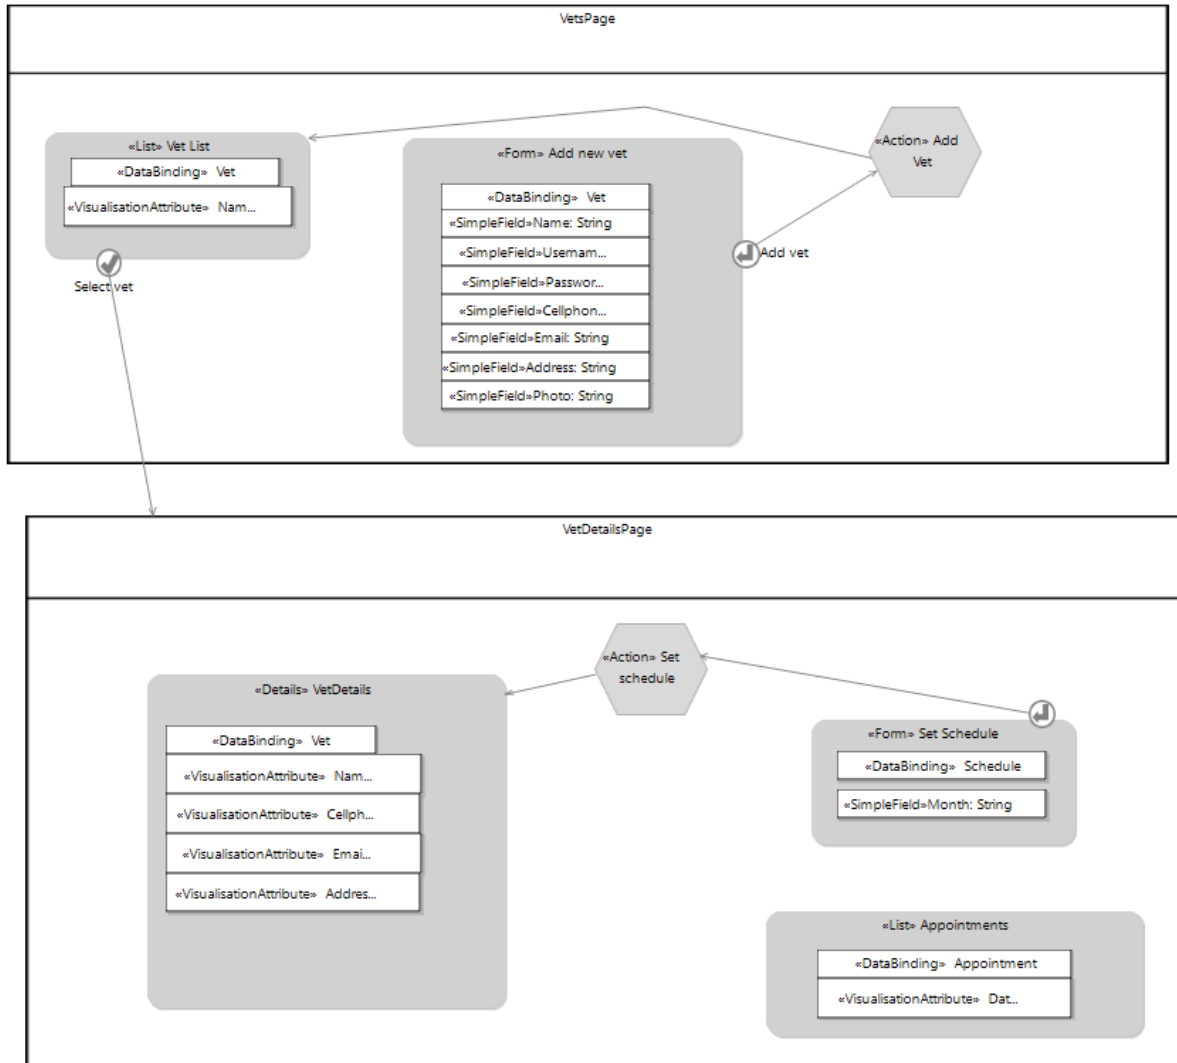 VetsPage
«List» Vet List
«DataBinding» Vet
«VisualisationAttribute» Nam...
Select vet
«Form» Add new vet
«DataBinding» Vet
«SimpleField»Name: String
«SimpleField»Usernam...
«SimpleField»Passwor...
«SimpleField»Cellphon...
«SimpleField»Email: String
«SimpleField»Address: String
«SimpleField»Photo: String
Add vet
«Action» Add
Vet
VetDetailsPage
«Details» VetDetails
«DataBinding» Vet
«VisualisationAttribute» Nam...
«VisualisationAttribute» Cellph...
«VisualisationAttribute» Emai...
«VisualisationAttribute» Addres...
«Action» Set
schedule
«Form» Set Schedule
«DataBinding» Schedule
«SimpleField»Month: String
«List» Appointments
«DataBinding» Appointment
«VisualisationAttribute» Dat...